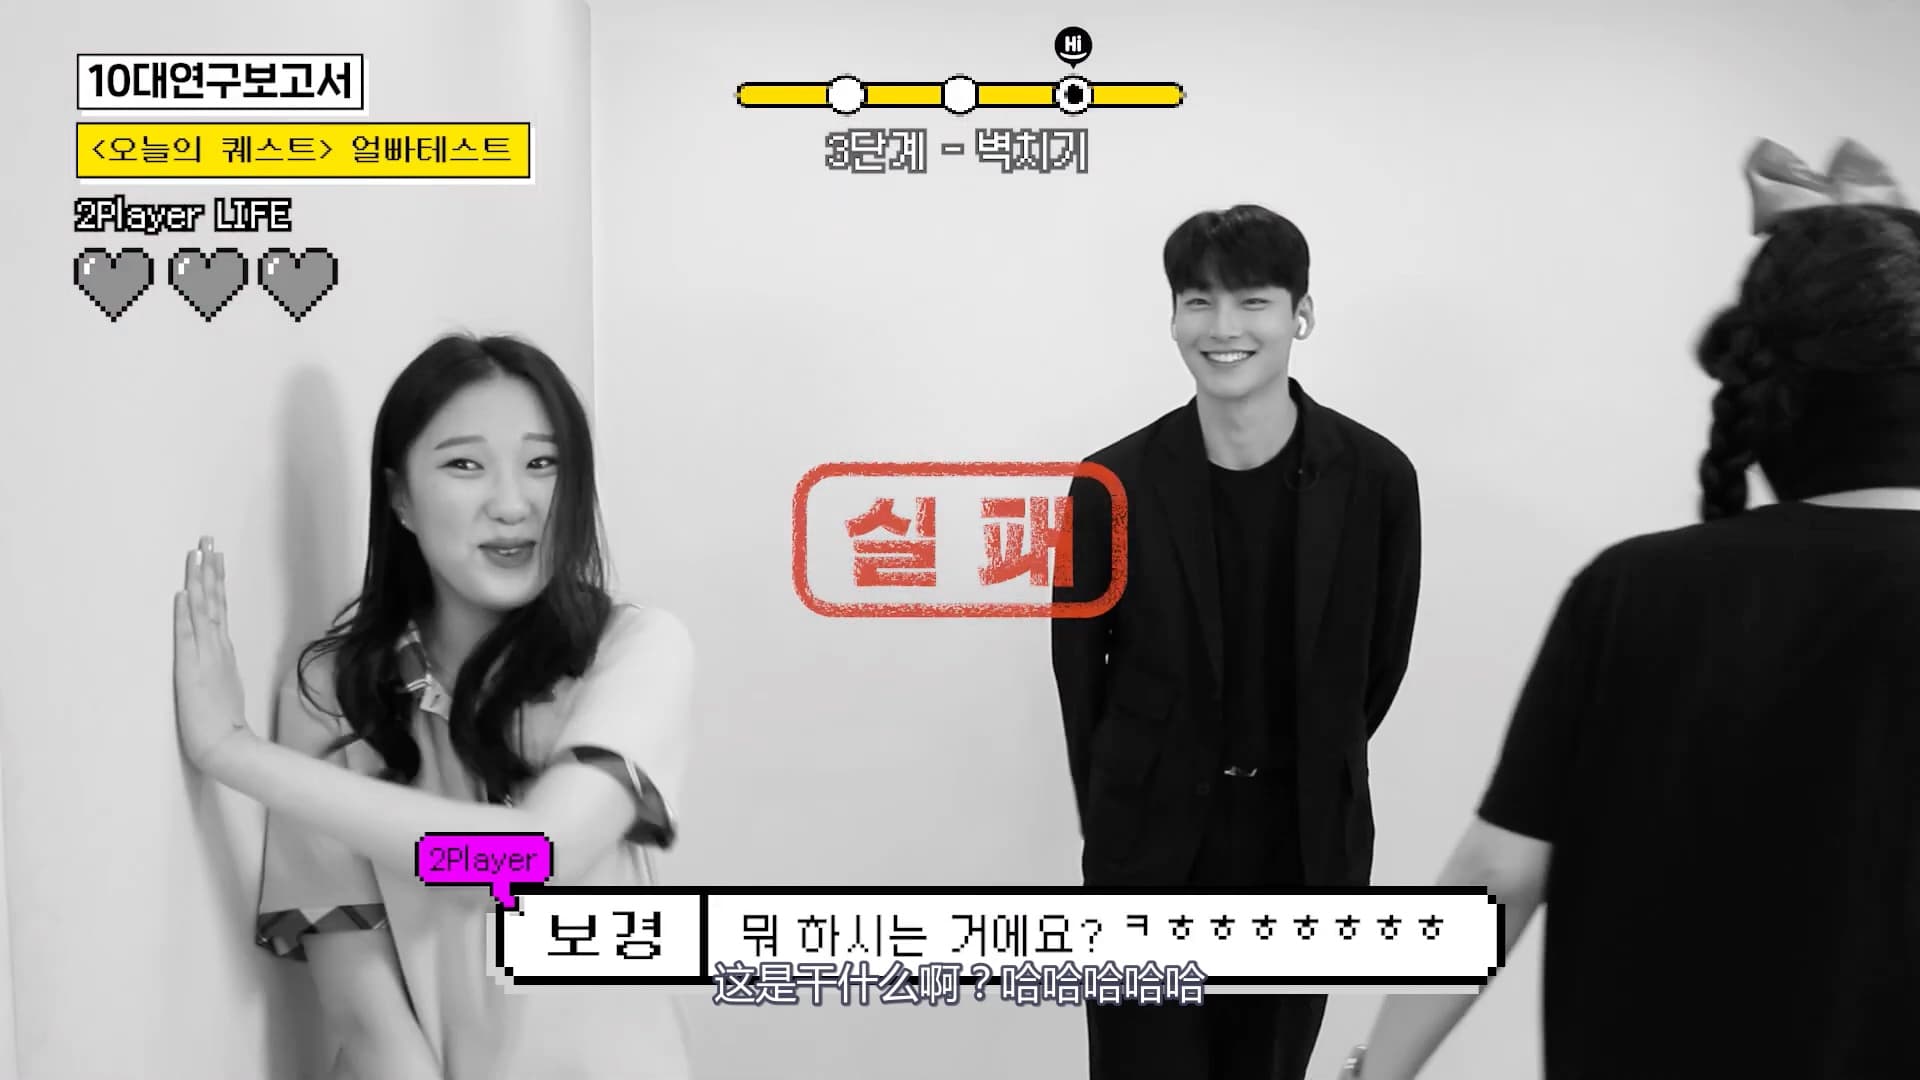 10대연구보고서
<오늘의 퀘스트> 얼빠테스트
2Player LIFE
Hi
3단계 - 벽치기
실패
2Player
보경
뭐 하시는 거에요? ㅋㅎㅎㅎㅎㅎㅎㅎ
这是干什么啊？哈哈哈哈哈